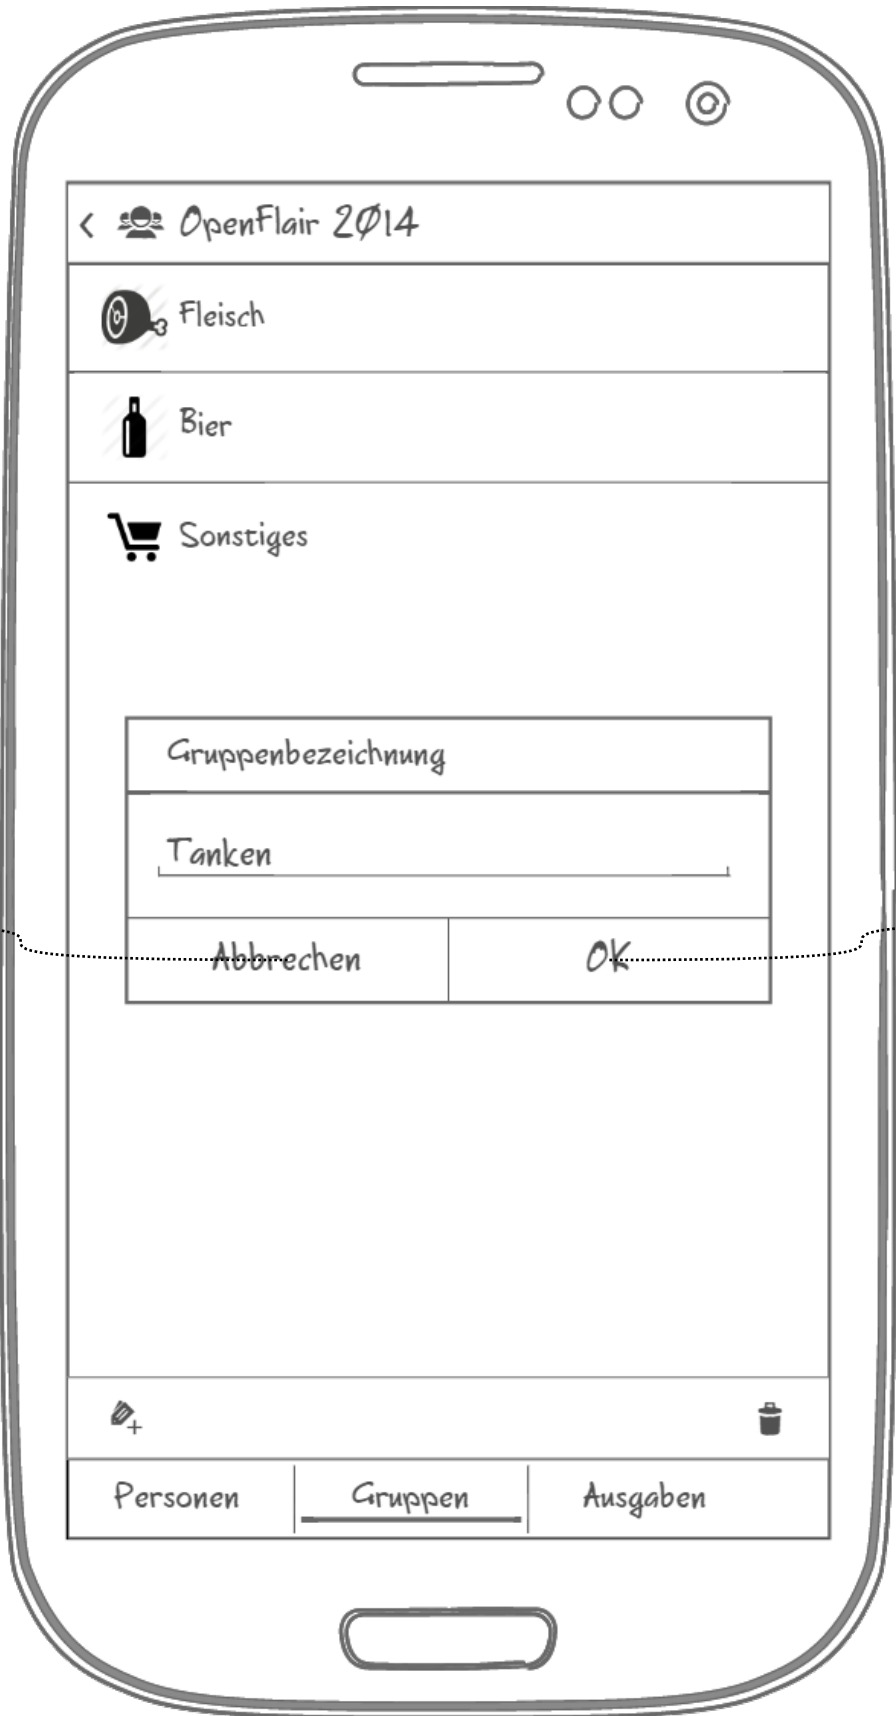 OpenFlair 2014
Fleisch
Bier
Sonstiges
Gruppenbezeichnung
Tanken
Abbrechen OK
Personen Gruppen Ausgaben